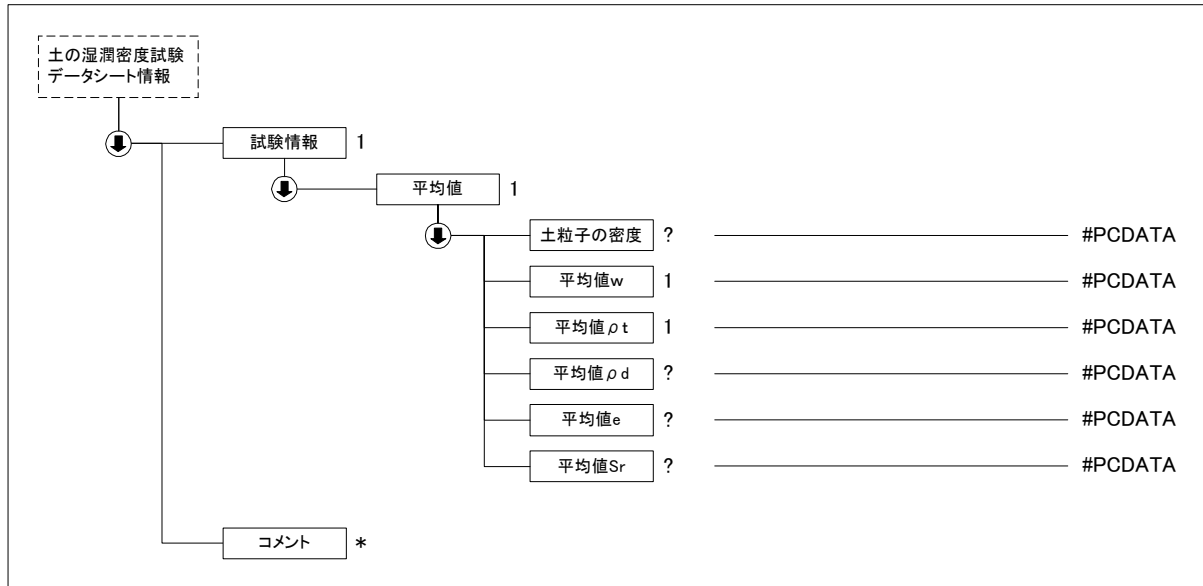 土の湿潤密度試験
データシート情報
試験情報 1
平均値 1
土粒子の密度 ? #PCDATA
平均値w 1 #PCDATA
平均値ρt 1 #PCDATA
平均値ρd ? #PCDATA
平均値e ? #PCDATA
平均値Sr ? #PCDATA
コメント *